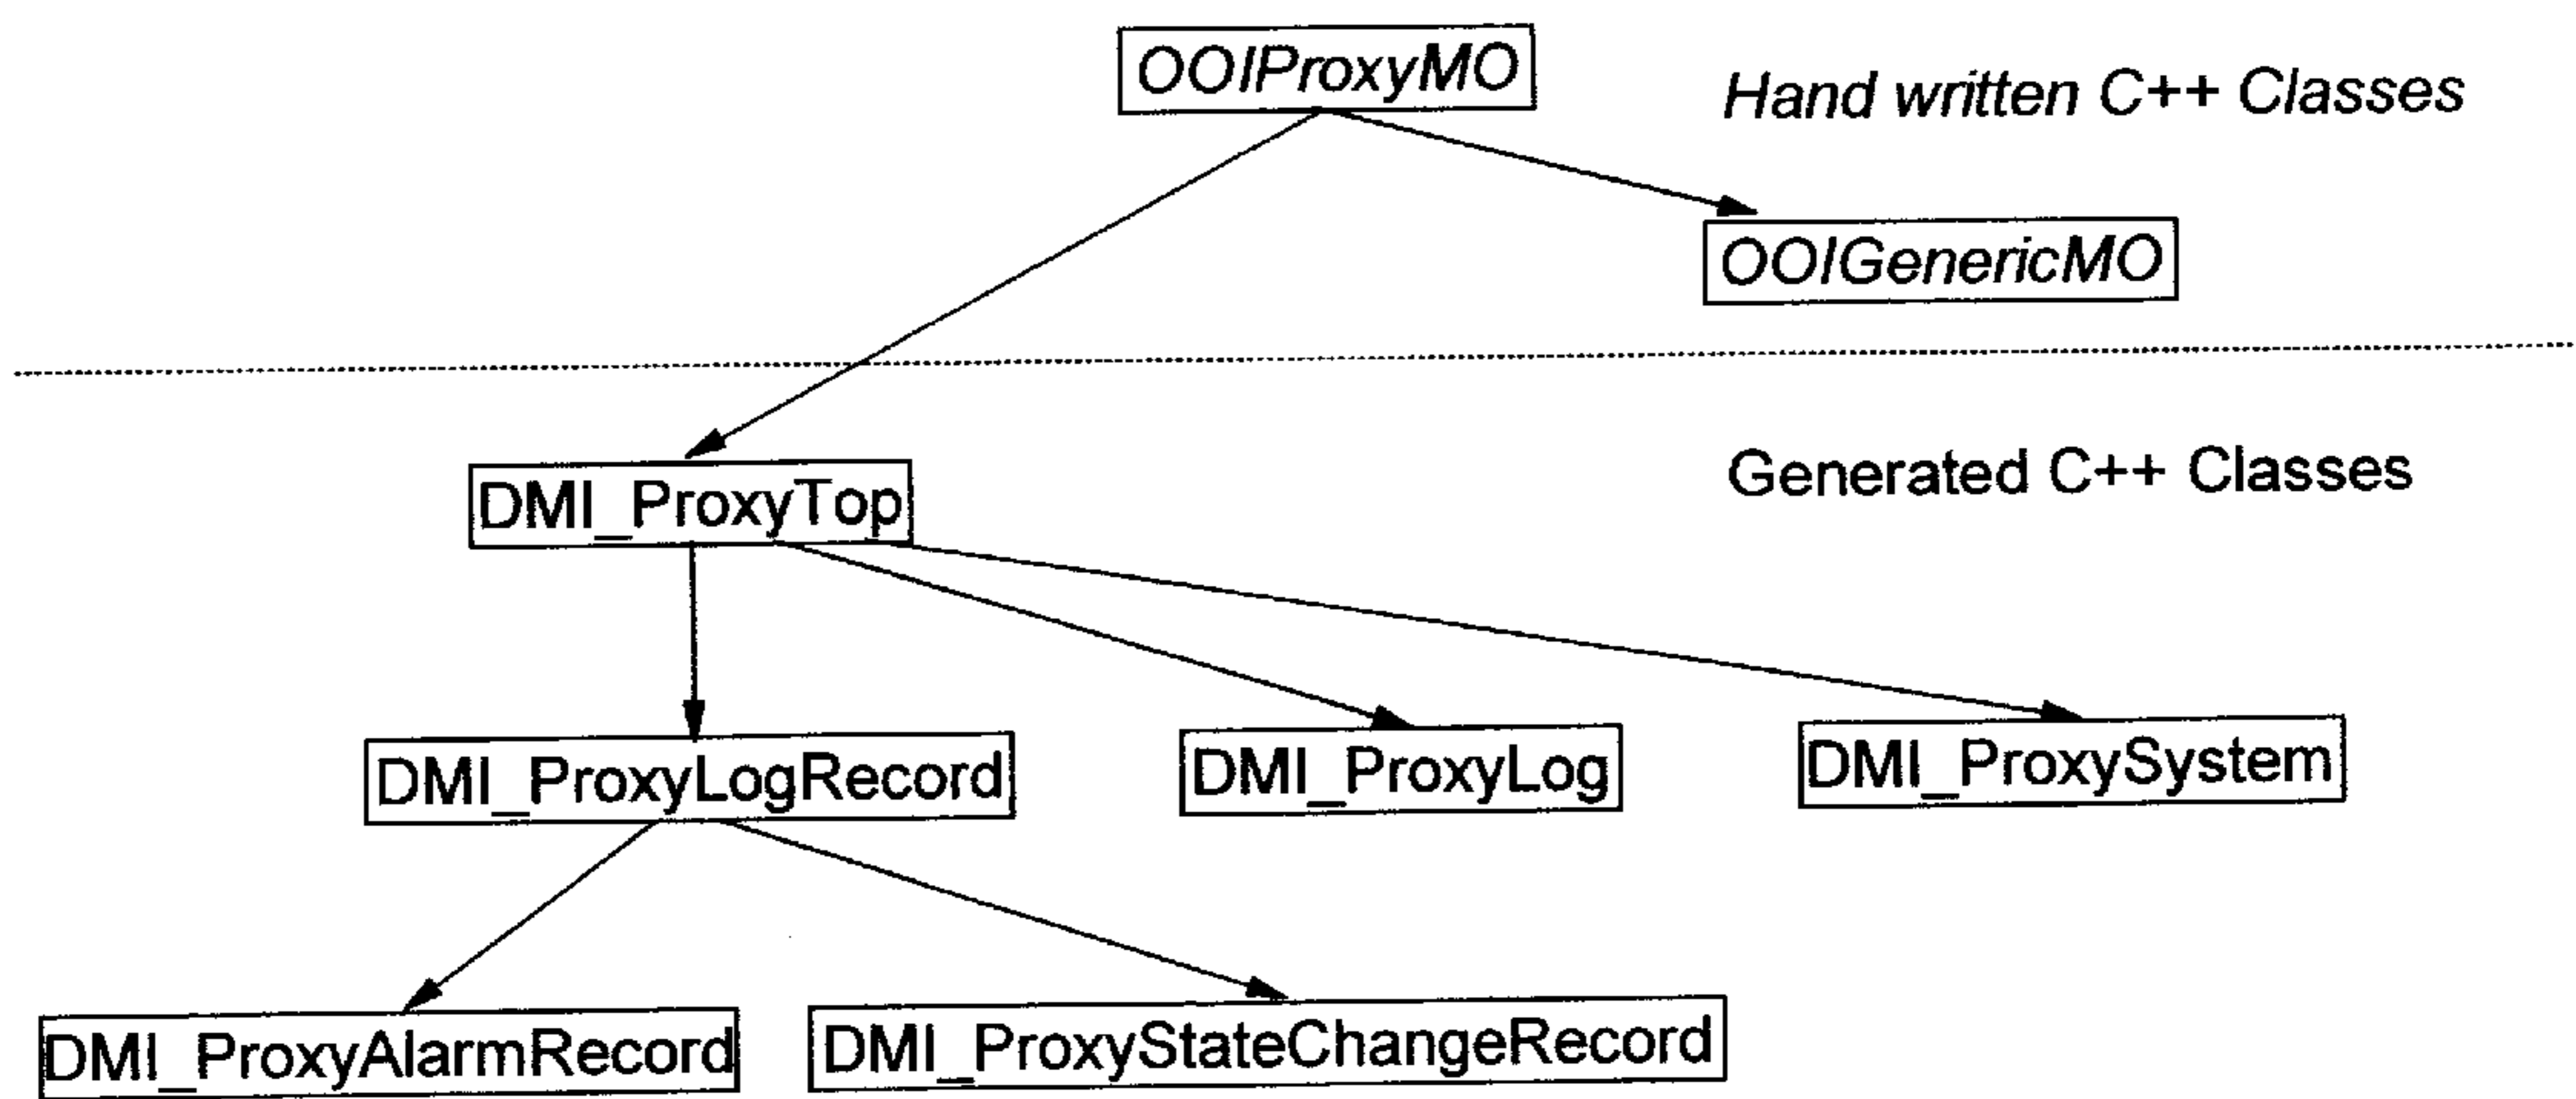 OOIProxyMO
Hand written C++ Classes
OOIGenericMO
Generated C++ Classes
DMI_ProxyTop
DMI_ProxyLogRecord
DMI_ProxyLog
DMI_ProxySystem
DMI_ProxyAlarmRecord
DMI_ProxyStateChangeRecord